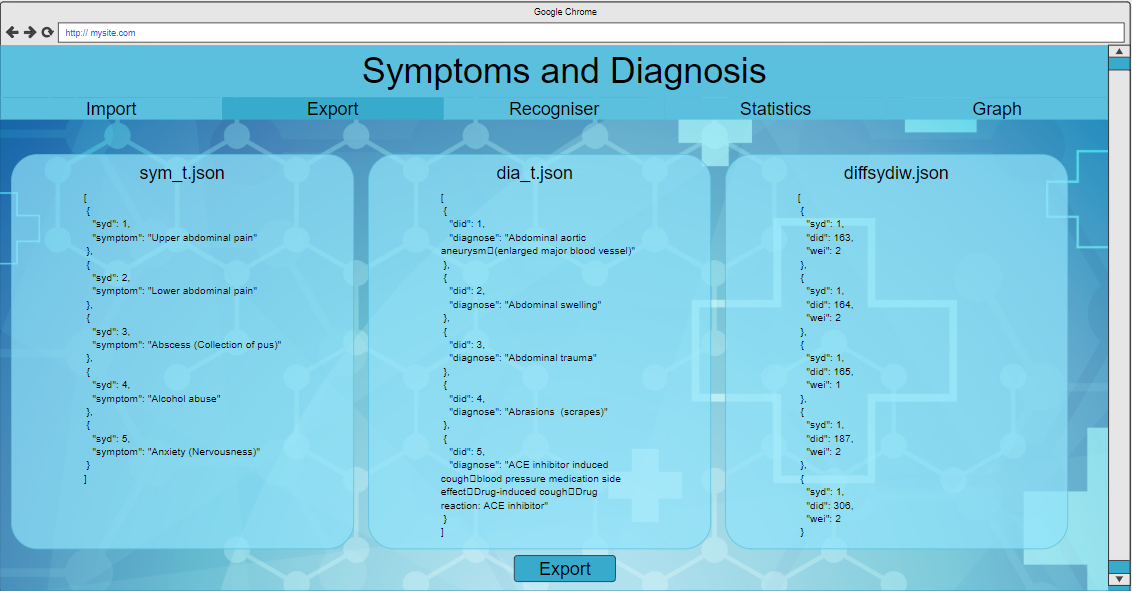 Google Chrome
http:// mysite.com
Symptoms and Diagnosis
Import Export Recogniser Statistics Graph
sym_t.json
[
{
"syd": 1,
"symptom": "Upper abdominal pain"
},
{
"syd": 2,
"symptom": "Lower abdominal pain"
},
{
"syd": 3,
"symptom": "Abscess (Collection of pus)"
},
{
"syd": 4,
"symptom": "Alcohol abuse"
},
{
"syd": 5,
"symptom": "Anxiety (Nervousness)"
}
]
dia_t.json
[
{
"did": 1,
"diagnose": "Abdominal aortic
aneurysm▯(enlarged major blood vessel)"
},
{
"did": 2,
"diagnose": "Abdominal swelling"
},
{
"did": 3,
"diagnose": "Abdominal trauma"
},
{
"did": 4,
"diagnose": "Abrasions  (scrapes)"
},
{
"did": 5,
"diagnose": "ACE inhibitor induced
cough▯blood pressure medication side
effect▯Drug-induced cough▯Drug
reaction: ACE inhibitor"
}
]
diffsydiw.json
[
{
"syd": 1,
"did": 163,
"wei": 2
},
{
"syd": 1,
"did": 164,
"wei": 2
},
{
"syd": 1,
"did": 165,
"wei": 1
},
{
"syd": 1,
"did": 187,
"wei": 2
},
{
"syd": 1,
"did": 306,
"wei": 2
}
Export